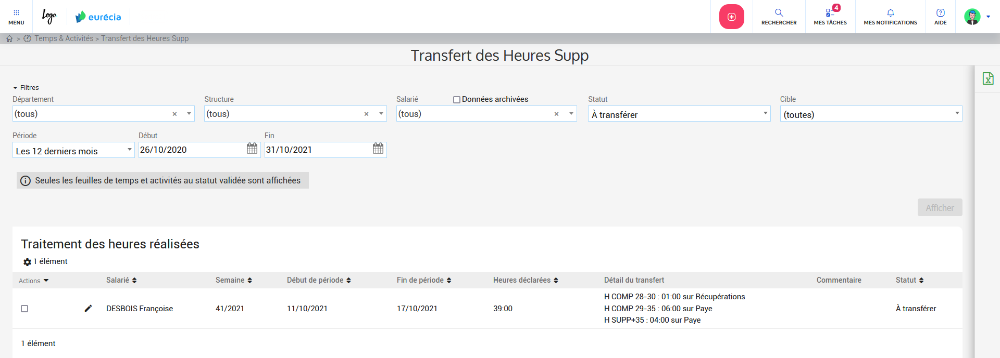 MENU
Logo
eurécia
RECHERCHER
4
MES TÂCHES
MES NOTIFICATIONS
AIDE
> Temps & Activités > Transfert des Heures Supp
Transfert des Heures Supp
Filtres
Département
Structure
Salarié
Données archivées
Statut
Cible
(tous) ×
(tous) ×
(tous) ×
À transférer
(toutes)
Période
Début
Fin
Les 12 derniers mois
26/10/2020
31/10/2021
Seules les feuilles de temps et activités au statut validée sont affichées
Afficher
Traitement des heures réalisées
1 élément
Actions
Salarié
Semaine
Début de période
Fin de période
Heures déclarées
Détail du transfert
Commentaire
Statut
DESBOIS Françoise
41/2021
11/10/2021
17/10/2021
39:00
H COMP 28-30 : 01:00 sur Récupérations
H COMP 29-35 : 06:00 sur Paye
H SUPP+35 : 04:00 sur Paye
À transférer
1 élément